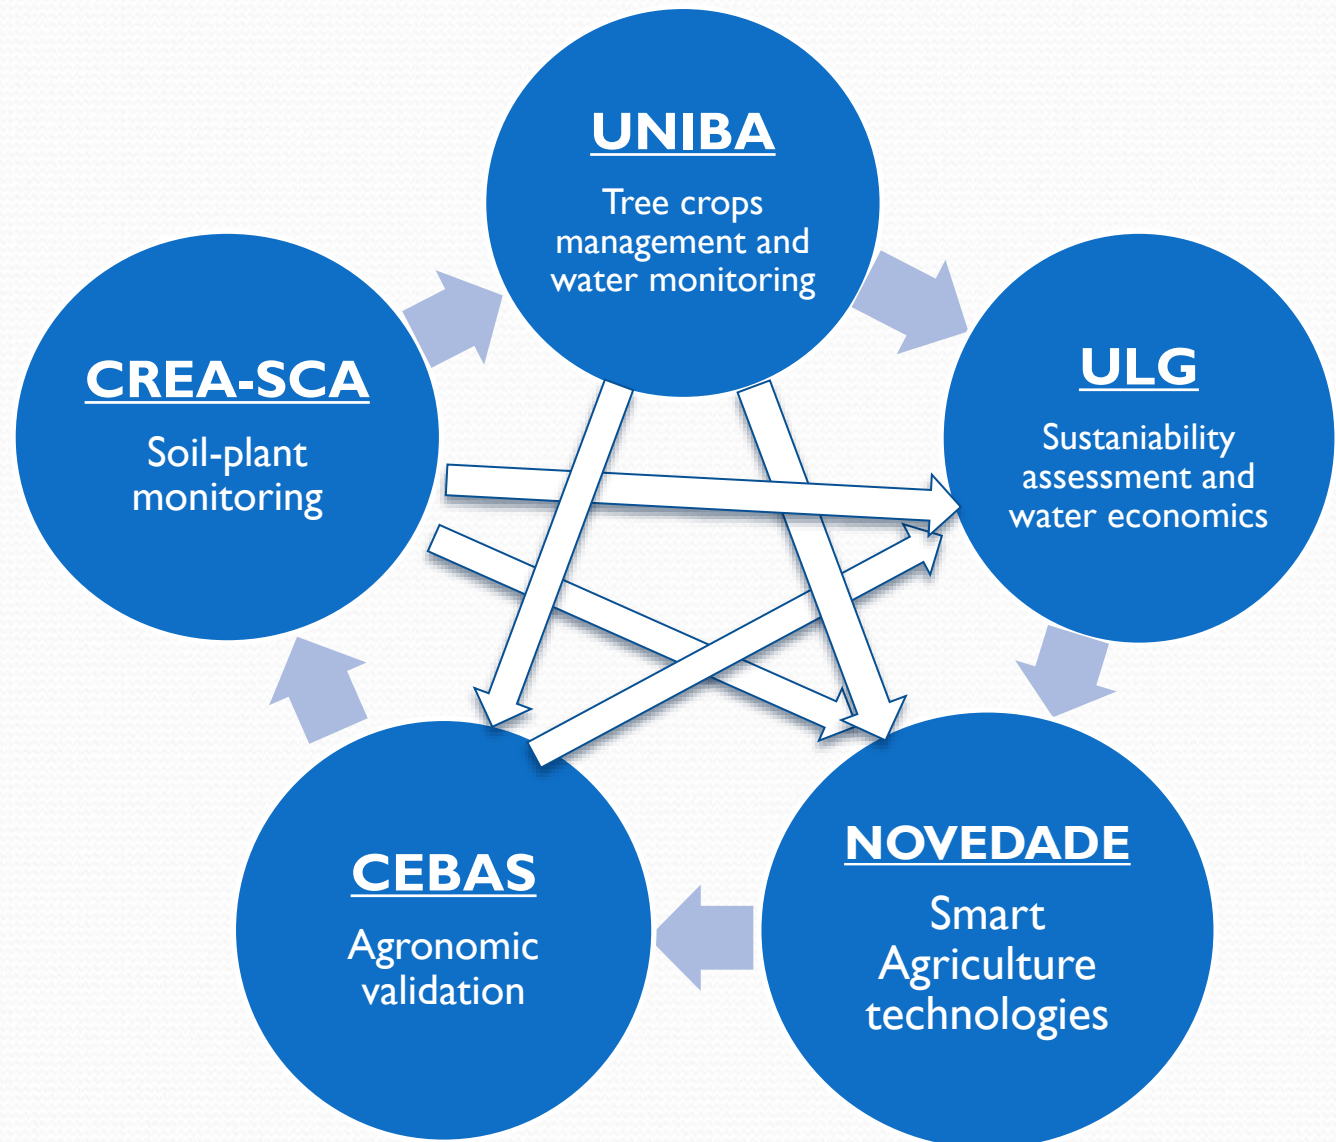 UNIBA
Tree crops
management and
water monitoring
CREA-SCA
Soil-plant
monitoring
ULG
Sustaniability
assessment and
water economics
CEBAS
Agronomic
validation
NOVEDADE
Smart
Agriculture
technologies